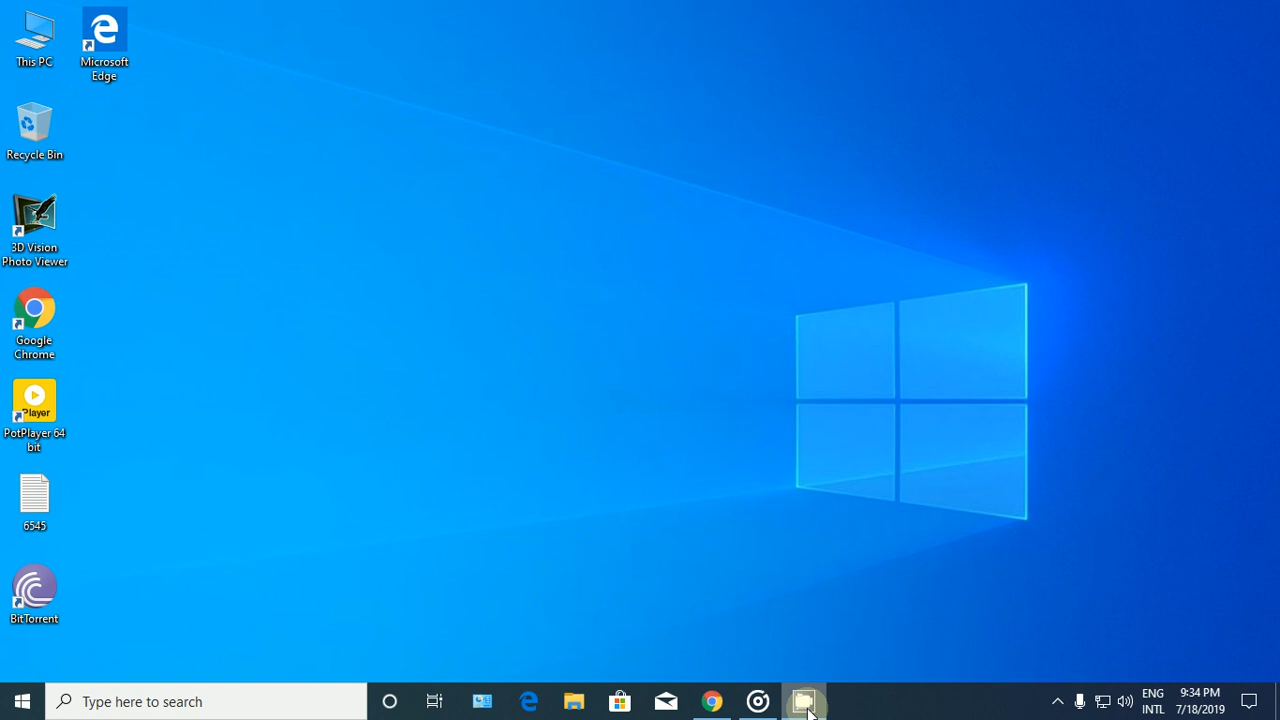 This PC
Microsoft
Edge
Recycle Bin
3D Vision
Photo Viewer
Google
Chrome
Player
PotPlayer 64
bit
6545
BitTorrent
Type here to search
ENG
INTL
9:34 PM
7/18/2019